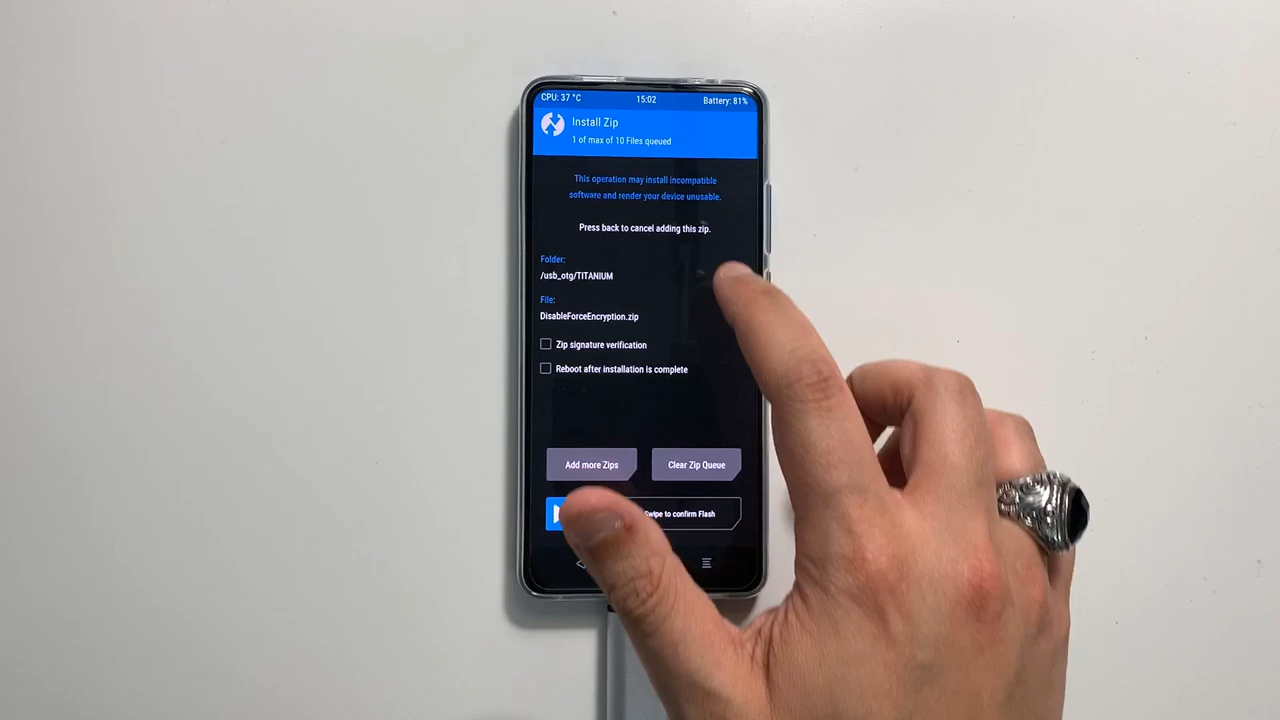 CPU: 37 °C 15:02 Battery: 81%
Install Zip
1 of max of 10 Files queued
This operation may install incompatible
software and render your device unusable.
Press back to cancel adding this zip.
Folder:
/usb_otg/TITANIUM
File:
DisableForceEncryption.zip
Zip signature verification
Reboot after installation is complete
Add more Zips Clear Zip Queue
Swipe to confirm Flash